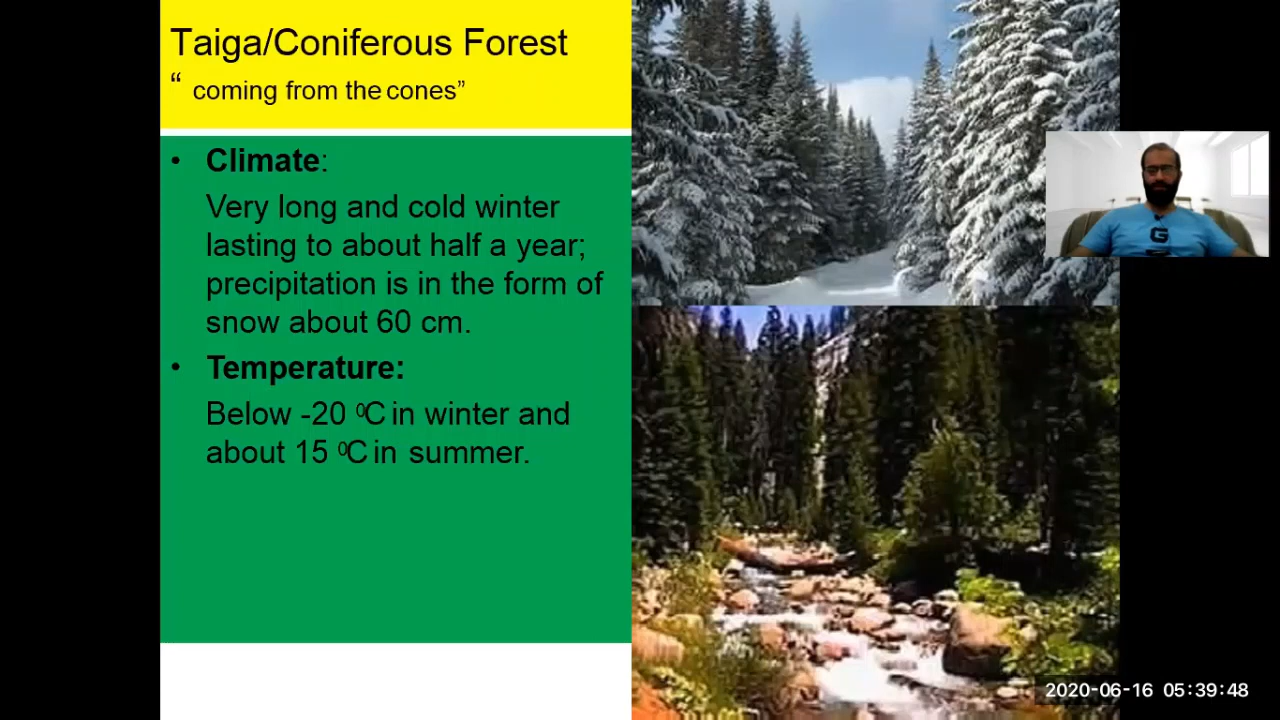 Taiga/Coniferous Forest
“ coming from the cones”
• Climate:
Very long and cold winter
lasting to about half a year;
precipitation is in the form of
snow about 60 cm.
• Temperature:
Below -20 ⁰C in winter and
about 15 ⁰C in summer.
G
2020-06-16 05:39:48